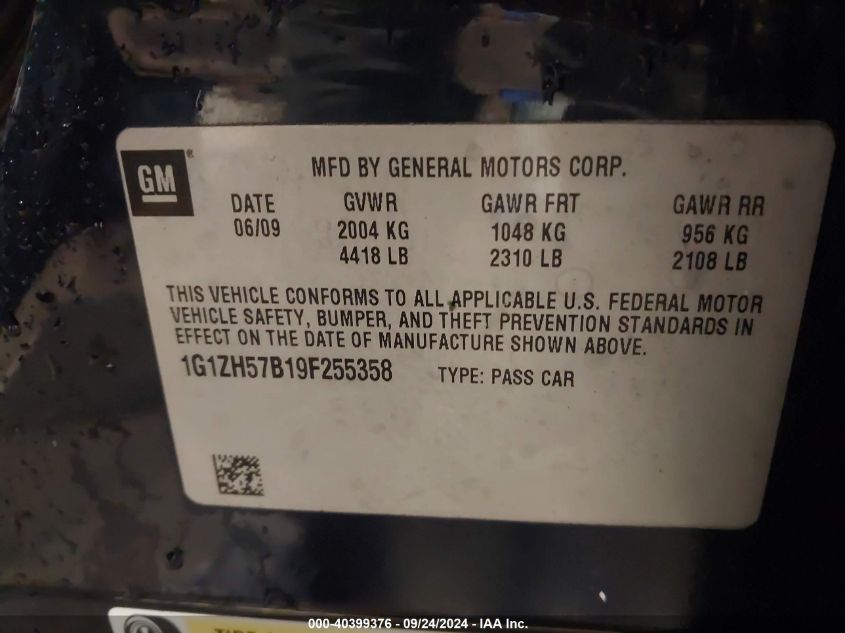 GM®
MFD BY GENERAL MOTORS CORP.
DATE GVWR GAWR FRT GAWR RR
06/09 2004 KG 1048 KG 956 KG
4418 LB 2310 LB 2108 LB
THIS VEHICLE CONFORMS TO ALL APPLICABLE U.S. FEDERAL MOTOR
VEHICLE SAFETY, BUMPER, AND THEFT PREVENTION STANDARDS IN
EFFECT ON THE DATE OF MANUFACTURE SHOWN ABOVE.
1G1ZH57B19F255358 TYPE: PASS CAR
000-40399376 - 09/24/2024 - IAA Inc.